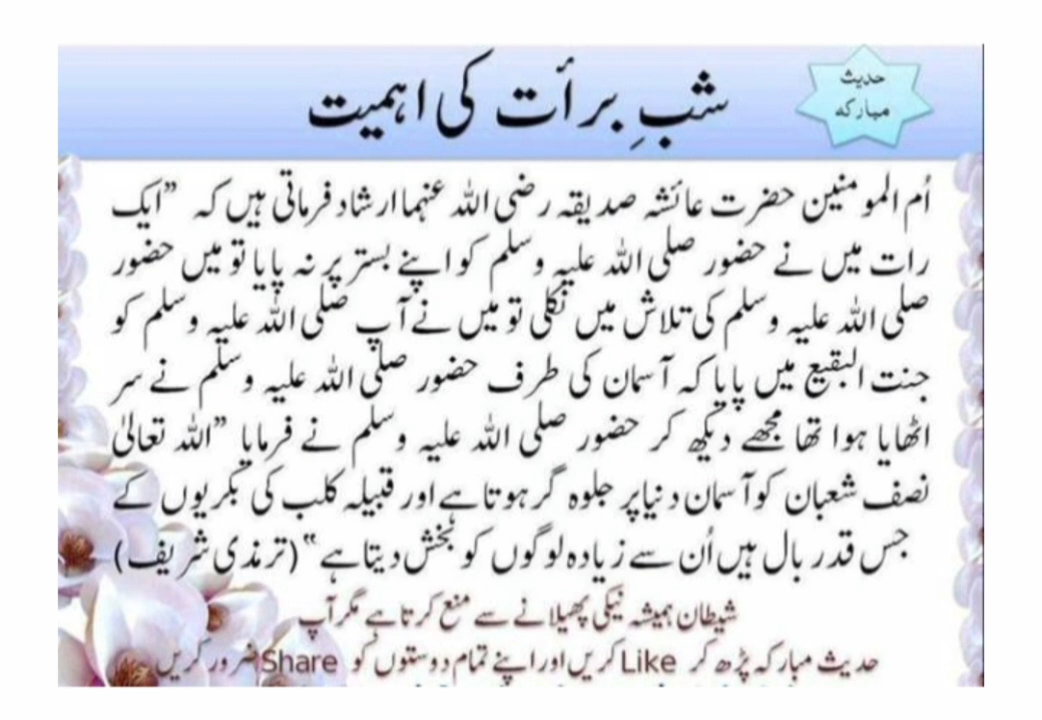 حدیث
مبارکہ
شبِ برأت کی اہمیت
اُم المومنین حضرت عائشہ صدیقہ رضی اللہ عنہما ارشاد فرماتی ہیں کہ ”ایک
رات میں نے حضور صلی اللہ علیہ وسلم کو اپنے بستر پر نہ پایا تو میں حضور
صلی اللہ علیہ وسلم کی تلاش میں نکلی تو میں نے آپ صلی اللہ علیہ وسلم کو
جنت البقیع میں پایا کہ آسمان کی طرف حضور صلی اللہ علیہ وسلم نے سر
اٹھایا ہوا تھا مجھے دیکھ کر حضور صلی اللہ علیہ وسلم نے فرمایا ”اللہ تعالیٰ
نصف شعبان کو آسمان دنیا پر جلوہ گر ہوتا ہے اور قبیلہ کلب کی بکریوں کے
جس قدر بال ہیں اُن سے زیادہ لوگوں کو بخش دیتا ہے“ (ترمذی شریف)
شیطان ہمیشہ نیکی پھیلانے سے منع کرتا ہے مگر آپ
حدیث مبارکہ پڑھ کر Like کریں اور اپنے تمام دوستوں کو Share ضرور کریں